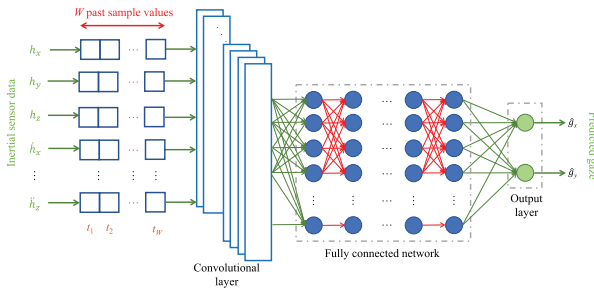 W past sample values
Inertial sensor data
h_x
h_y
h_z
ḣ_x
ḧ_z
t_1 t_2 t_W
Convolutional
layer
Fully connected network
Output
layer
ĝ_x
ĝ_y
Predicted gaze